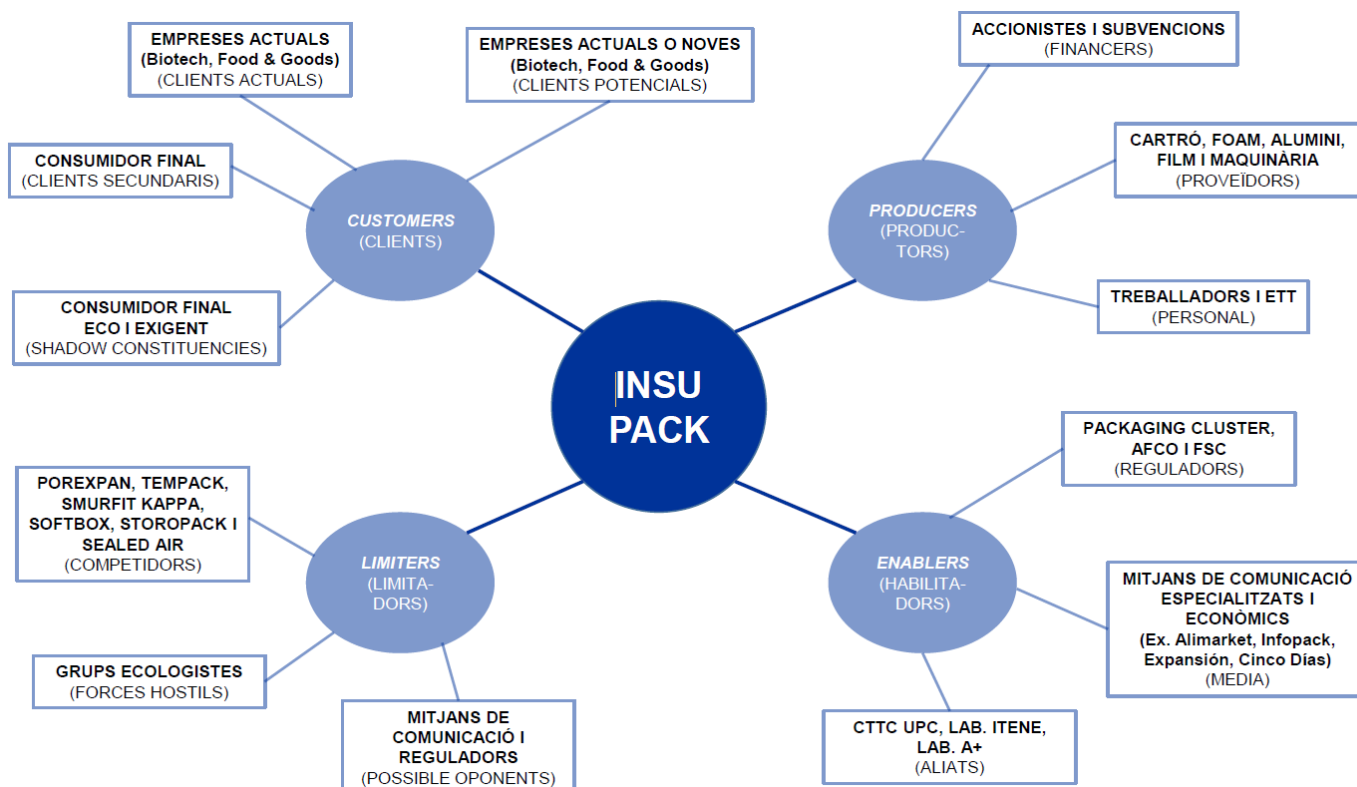 EMPRESES ACTUALS
(Biotech, Food & Goods)
(CLIENTS ACTUALS)
EMPRESES ACTUALS O NOVES
(Biotech, Food & Goods)
(CLIENTS POTENCIALS)
ACCIONISTES I SUBVENCIONS
(FINANCERS)
CONSUMIDOR FINAL
(CLIENTS SECUNDARIS)
CARTRÓ, FOAM, ALUMINI,
FILM I MAQUINÀRIA
(PROVEÏDORS)
CUSTOMERS
(CLIENTS)
PRODUCERS
(PRODUC-
TORS)
CONSUMIDOR FINAL
ECO I EXIGENT
(SHADOW CONSTITUENCIES)
TREBALLADORS I ETT
(PERSONAL)
INSU
PACK
POREXPAN, TEMPACK,
SMURFIT KAPPA,
SOFTBOX, STOROPACK I
SEALED AIR
(COMPETIDORS)
PACKAGING CLUSTER,
AFCO I FSC
(REGULADORS)
LIMITERS
(LIMITA-
DORS)
ENABLERS
(HABILITA-
DORS)
MITJANS DE COMUNICACIÓ
ESPECIALITZATS I
ECONÒMICS
(Ex. Alimarket, Infopack,
Expansión, Cinco Días)
(MEDIA)
GRUPS ECOLOGISTES
(FORCES HOSTILS)
MITJANS DE
COMUNICACIÓ I
REGULADORS
(POSSIBLE OPONENTS)
CTTC UPC, LAB. ITENE,
LAB. A+
(ALIATS)